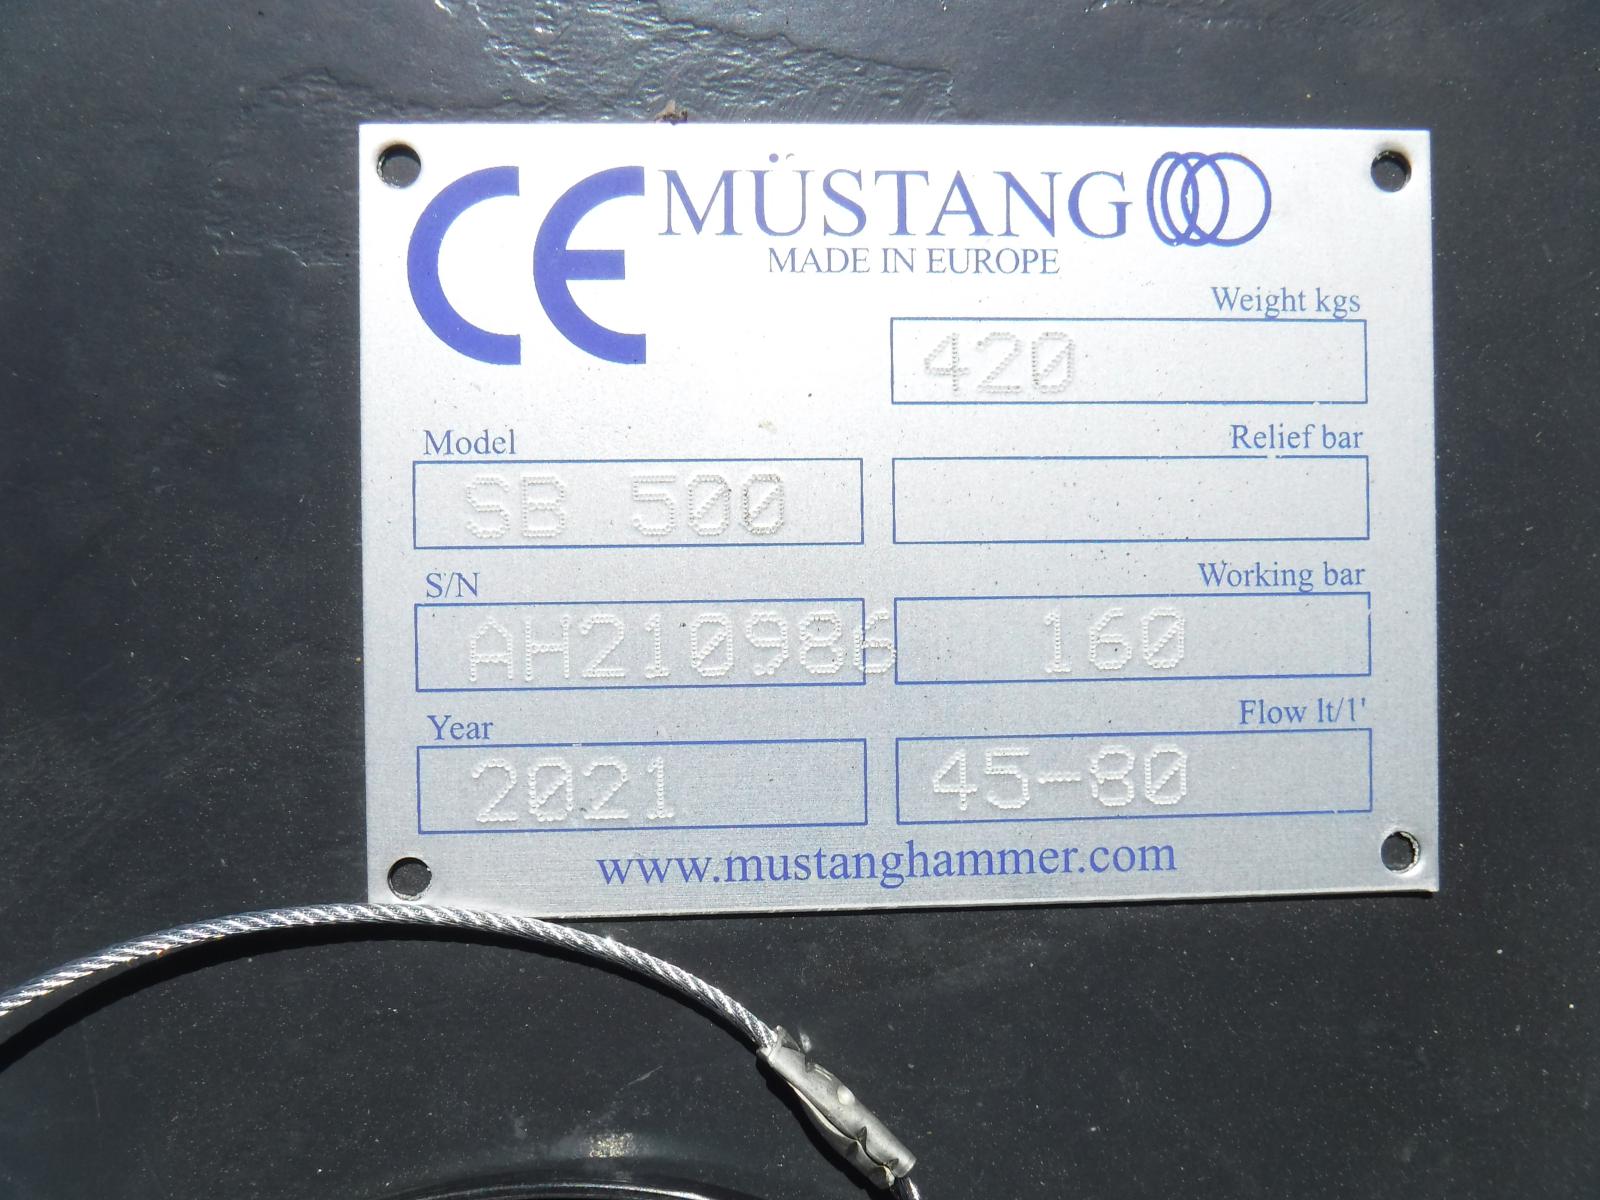 CE MÜSTANG
MADE IN EUROPE
Weight kgs
420
Model
SB 500
Relief bar
S/N
AH210986
Working bar
160
Year
2021
Flow lt/1'
45-80
www.mustanghammer.com